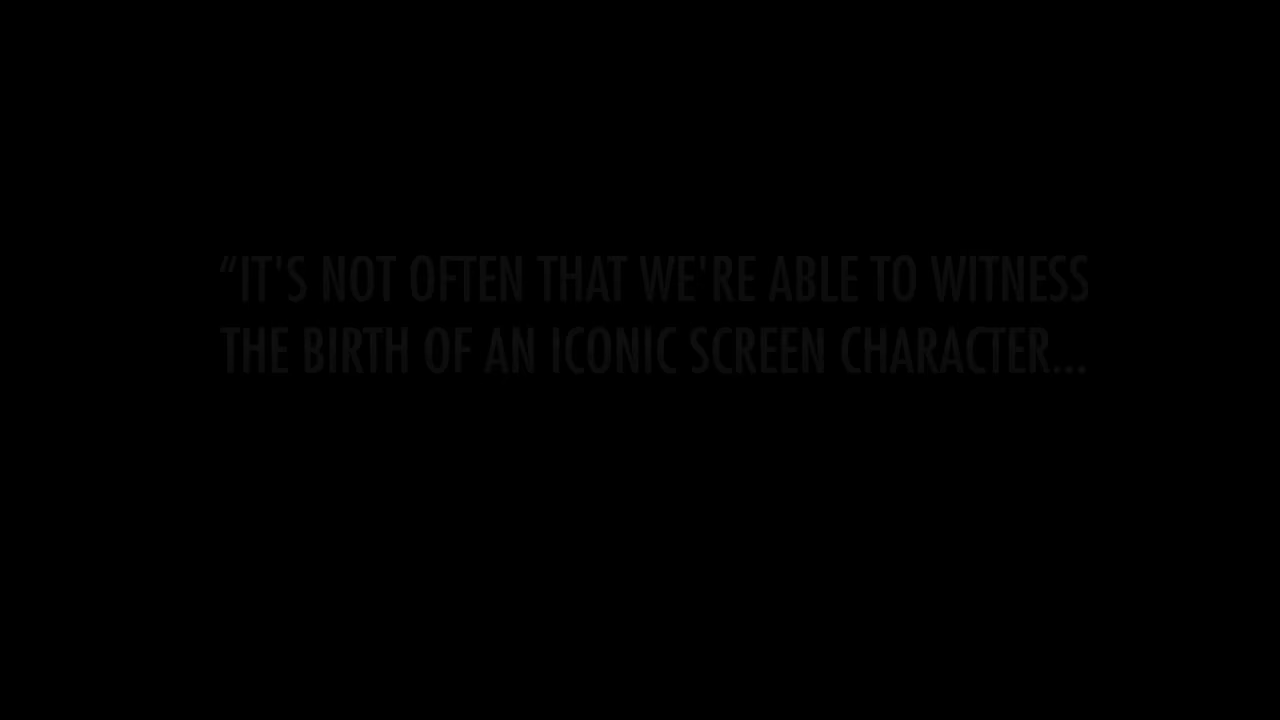 “IT'S NOT OFTEN THAT WE'RE ABLE TO WITNESS
THE BIRTH OF AN ICONIC SCREEN CHARACTER...